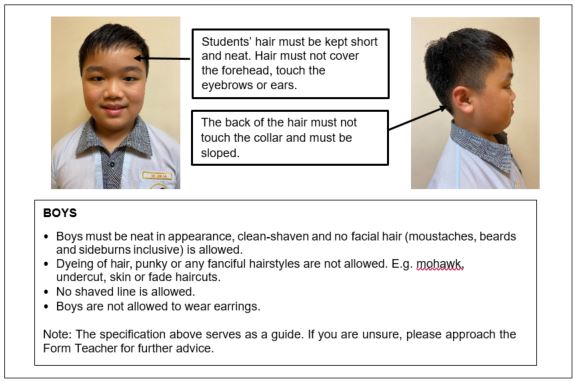 Students' hair must be kept short
and neat. Hair must not cover
the forehead, touch the
eyebrows or ears.
The back of the hair must not
touch the collar and must be
sloped.
BOYS
• Boys must be neat in appearance, clean-shaven and no facial hair (moustaches, beards
and sideburns inclusive) is allowed.
• Dyeing of hair, punky or any fanciful hairstyles are not allowed. E.g. mohawk,
undercut, skin or fade haircuts.
• No shaved line is allowed.
• Boys are not allowed to wear earrings.
Note: The specification above serves as a guide. If you are unsure, please approach the
Form Teacher for further advice.